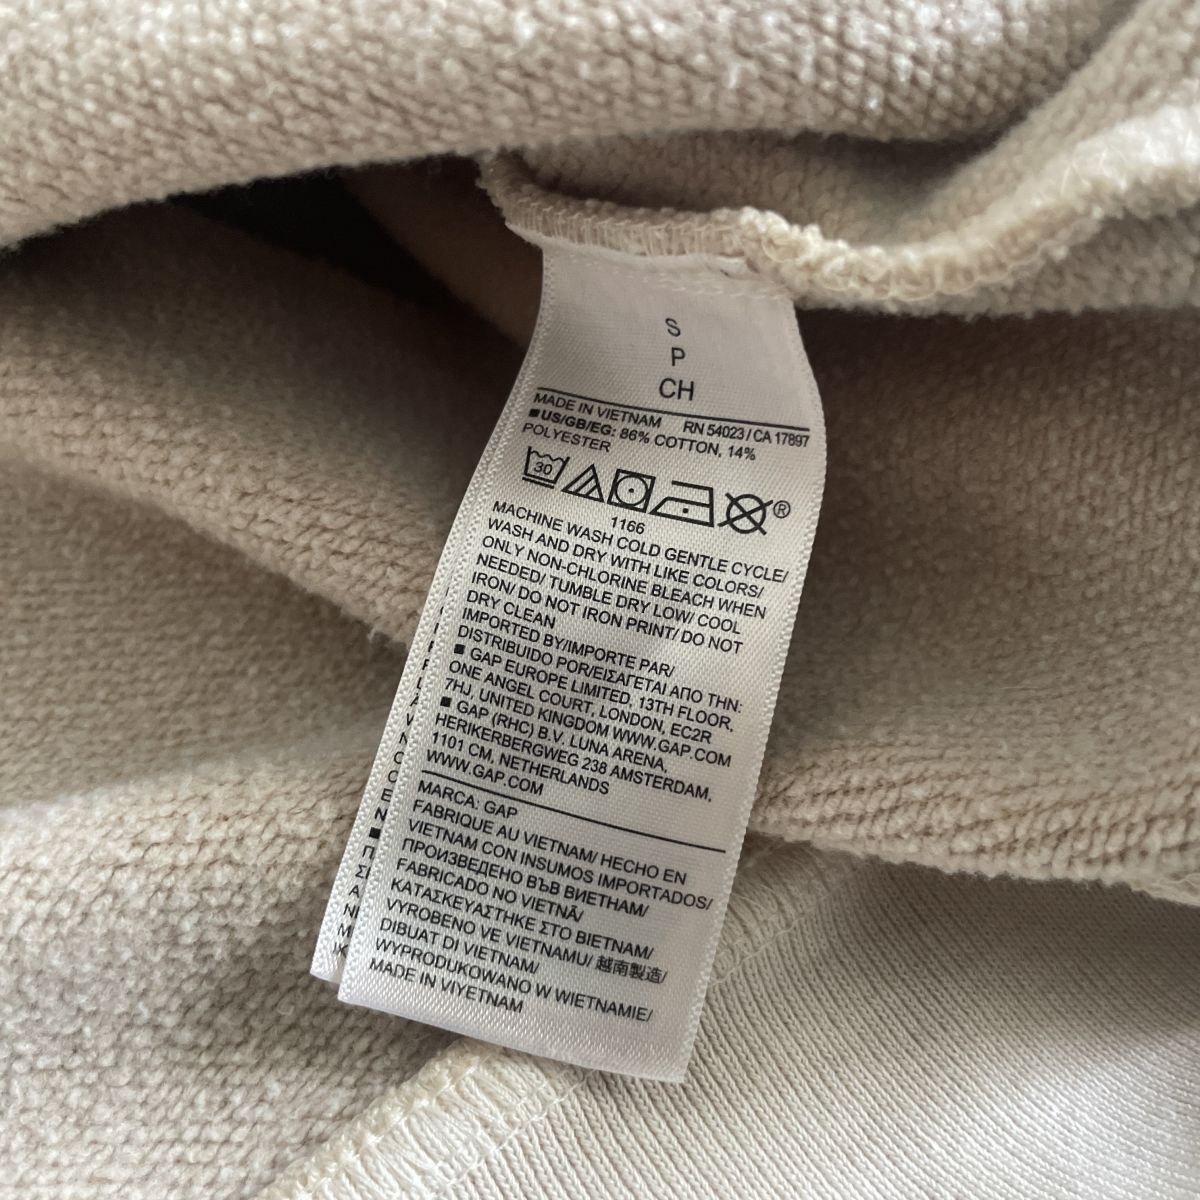 S
P
CH
MADE IN VIETNAM RN 54023 / CA 17897
■US/GB/EG: 86% COTTON, 14%
POLYESTER
30
®
1166
MACHINE WASH COLD GENTLE CYCLE/
WASH AND DRY WITH LIKE COLORS/
ONLY NON-CHLORINE BLEACH WHEN
NEEDED/ TUMBLE DRY LOW/ COOL
IRON/ DO NOT IRON PRINT/ DO NOT
DRY CLEAN
IMPORTED BY/IMPORTE PAR/
DISTRIBUIDO POR/ΕΙΣΑΓΕΤΑΙ ΑΠΟ ΤΗΝ:
■ GAP EUROPE LIMITED, 13TH FLOOR,
ONE ANGEL COURT, LONDON, EC2R
7HJ, UNITED KINGDOM WWW.GAP.COM
■ GAP (RHC) B.V. LUNA ARENA,
HERIKERBERGWEG 238 AMSTERDAM,
1101 CM, NETHERLANDS
WWW.GAP.COM
MARCA: GAP
FABRIQUE AU VIETNAM/ HECHO EN
VIETNAM CON INSUMOS IMPORTADOS/
ПРОИЗВЕДЕНО ВЪВ ВИЕТНАМ/
FABRICADO NO VIETNÃ/
ΚΑΤΑΣΚΕΥΑΣΤΗΚΕ ΣΤΟ ΒΙΕΤΝΑΜ/
VYROBENO VE VIETNAMU/ 越南製造/
DIBUAT DI VIETNAM/
WYPRODUKOWANO W WIETNAMIE/
MADE IN VIYETNAM